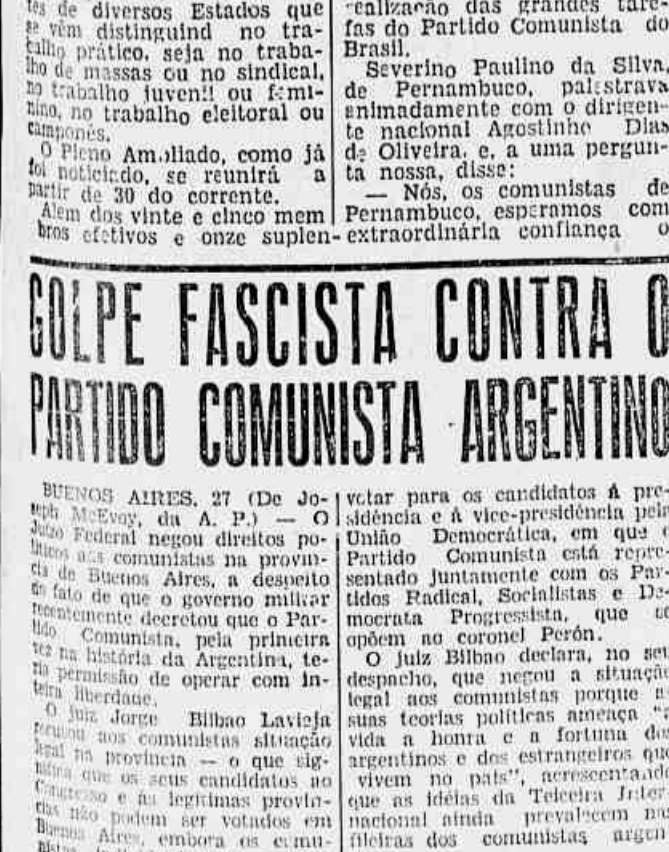 tes de diversos Estados que
se vêm distinguind no tra-
balho prático, seja no traba-
lho de massas ou no sindical,
no trabalho juvenil ou femi-
nino, no trabalho eleitoral ou
camponês.
O Pleno Ampliado, como já
foi noticiado, se reunirá a
partir de 30 do corrente.
Alem dos vinte e cinco mem
bros efetivos e onze suplen-
realização das grandes tare-
fas do Partido Comunista do
Brasil.
Severino Paulino da Silva,
de Pernambuco, palestrava
animadamente com o dirigen-
te nacional Agostinho Dias
de Oliveira, e, a uma pergun-
ta nossa, disse:
— Nós, os comunistas de
Pernambuco, esperamos com
extraordinária confiança o
GOLPE FASCISTA CONTRA O
PARTIDO COMUNISTA ARGENTINO
BUENOS AIRES, 27 (De Jo-
seph McEvoy, da A. P.) — O
Juizo Federal negou direitos po-
líticos aos comunistas na provin-
cia de Buenos Aires, a despeito
do fato de que o governo militar
recentemente decretou que o Par-
tido Comunista, pela primeira
vez na história da Argentina, te-
ria permissão de operar com in-
teira liberdade.
O juiz Jorge Bilbao Lavieja
recusou aos comunistas situação
legal na provincia — o que sig-
nifica que os seus candidatos ao
Congresso e às legítimas provin-
cias não podem ser votados em
Buenos Aires, embora os comu-
nistas
votar para os candidatos á pre-
sidência e á vice-presidência pela
União Democrática, em que o
Partido Comunista está repre-
sentado juntamente com os Par-
tidos Radical, Socialistas e De-
mocrata Progressista, que se
opõem ao coronel Perón.
O juiz Bilbao declara, no seu
despacho, que negou a situação
legal aos comunistas porque as
suas teorias políticas ameaça "a
vida a honra e a fortuna dos
argentinos e dos estrangeiros que
vivem no país", acrescentando
que as idéias da Teiceira Inter-
nacional ainda prevalecem nas
fileiras dos comunistas argen-